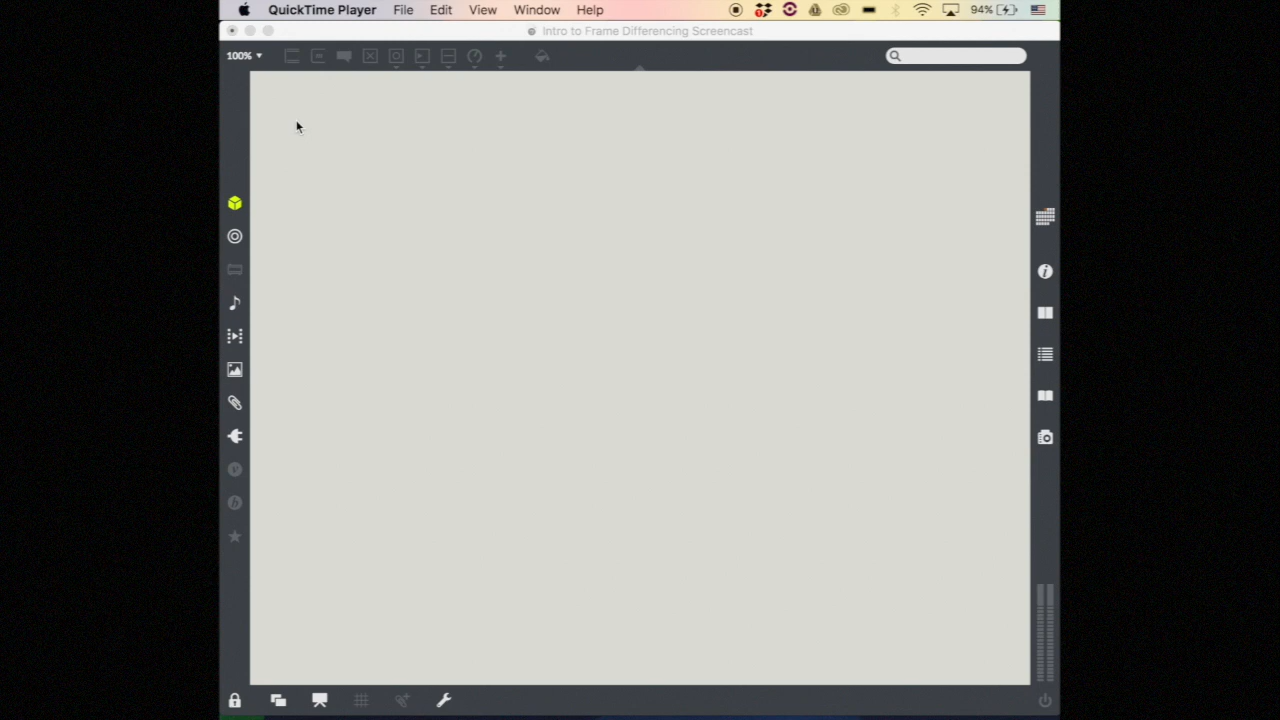 QuickTime Player File Edit View Window Help 94%
Intro to Frame Differencing Screencast
100%